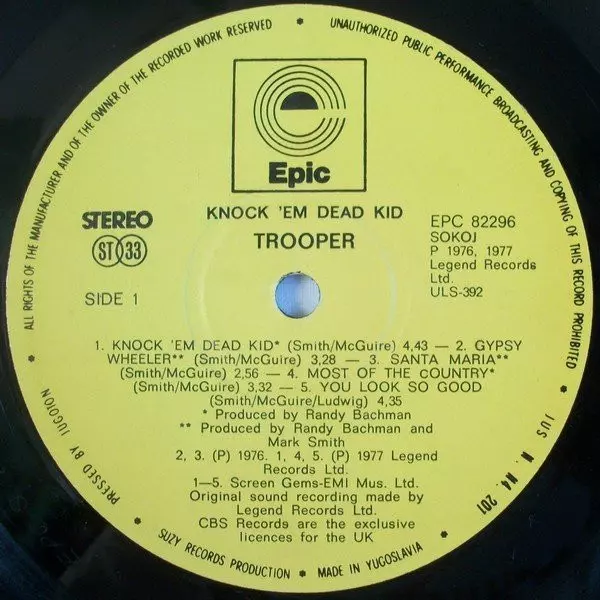 ALL RIGHTS OF THE MANUFACTURER AND OF THE OWNER OF THE RECORDED WORK RESERVED * UNAUTHORIZED PUBLIC PERFORMANCE BROADCASTING AND COPYING OF THIS RECORD PROHIBITED
Epic
KNOCK 'EM DEAD KID
TROOPER
STEREO
ST 33
SIDE 1
EPC 82296
SOKOJ
P 1976, 1977
Legend Records
Ltd.
ULS-392
1. KNOCK 'EM DEAD KID* (Smith/McGuire) 4,43 — 2. GYPSY
WHEELER** (Smith/McGuire) 3,28 — 3. SANTA MARIA**
(Smith/McGuire) 2,56 — 4. MOST OF THE COUNTRY*
(Smith/McGuire) 3,32 — 5. YOU LOOK SO GOOD
(Smith/McGuire/Ludwig) 4,35
* Produced by Randy Bachman
** Produced by Randy Bachman and
Mark Smith
2, 3. (P) 1976. 1, 4, 5. (P) 1977 Legend
Records Ltd.
1—5. Screen Gems-EMI Mus. Ltd.
Original sound recording made by
Legend Records Ltd.
CBS Records are the exclusive
licences for the UK
PRESSED BY JUGOTON * SUZY RECORDS PRODUCTION * MADE IN YUGOSLAVIA * JUS N. N4. 201